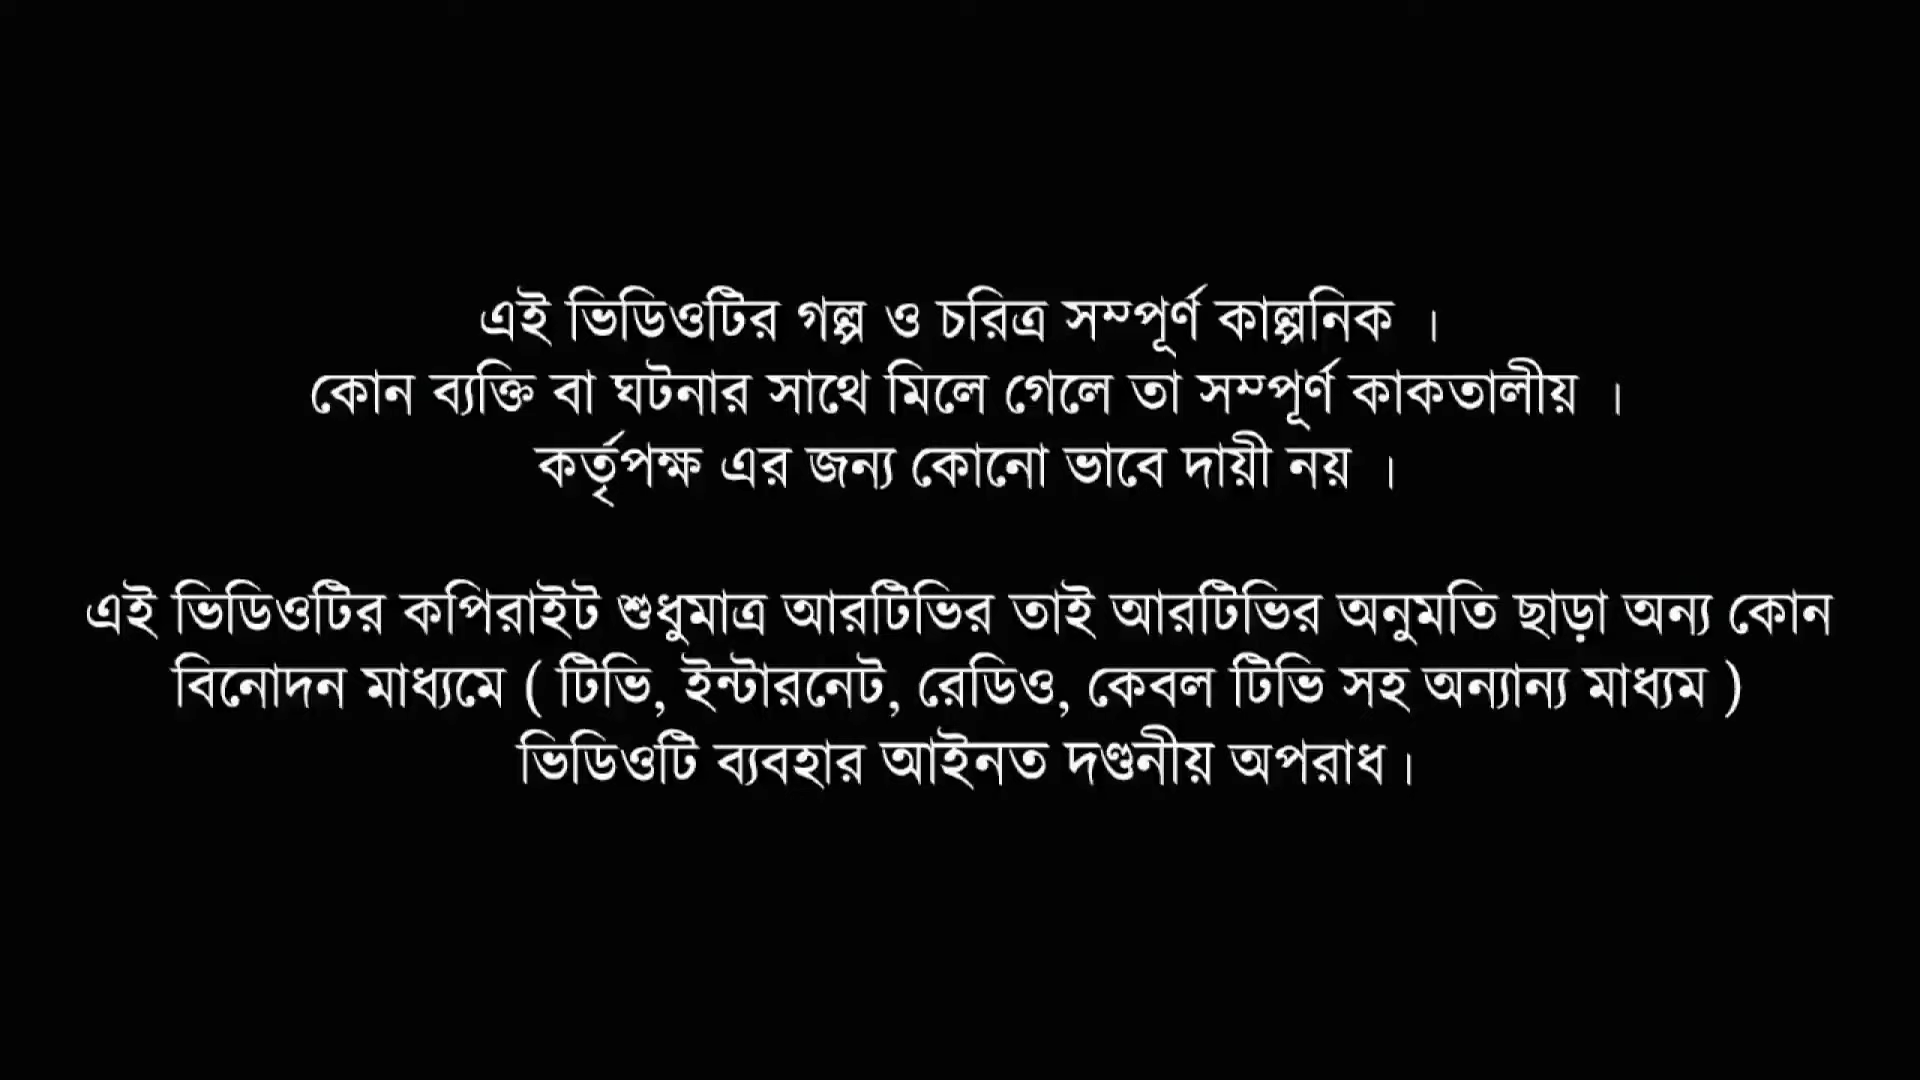 এই ভিডিওটির গল্প ও চরিত্র সম্পূর্ণ কাল্পনিক ।
কোন ব্যক্তি বা ঘটনার সাথে মিলে গেলে তা সম্পূর্ণ কাকতালীয় ।
কর্তৃপক্ষ এর জন্য কোনো ভাবে দায়ী নয় ।
এই ভিডিওটির কপিরাইট শুধুমাত্র আরটিভির তাই আরটিভির অনুমতি ছাড়া অন্য কোন
বিনোদন মাধ্যমে ( টিভি, ইন্টারনেট, রেডিও, কেবল টিভি সহ অন্যান্য মাধ্যম )
ভিডিওটি ব্যবহার আইনত দণ্ডনীয় অপরাধ।